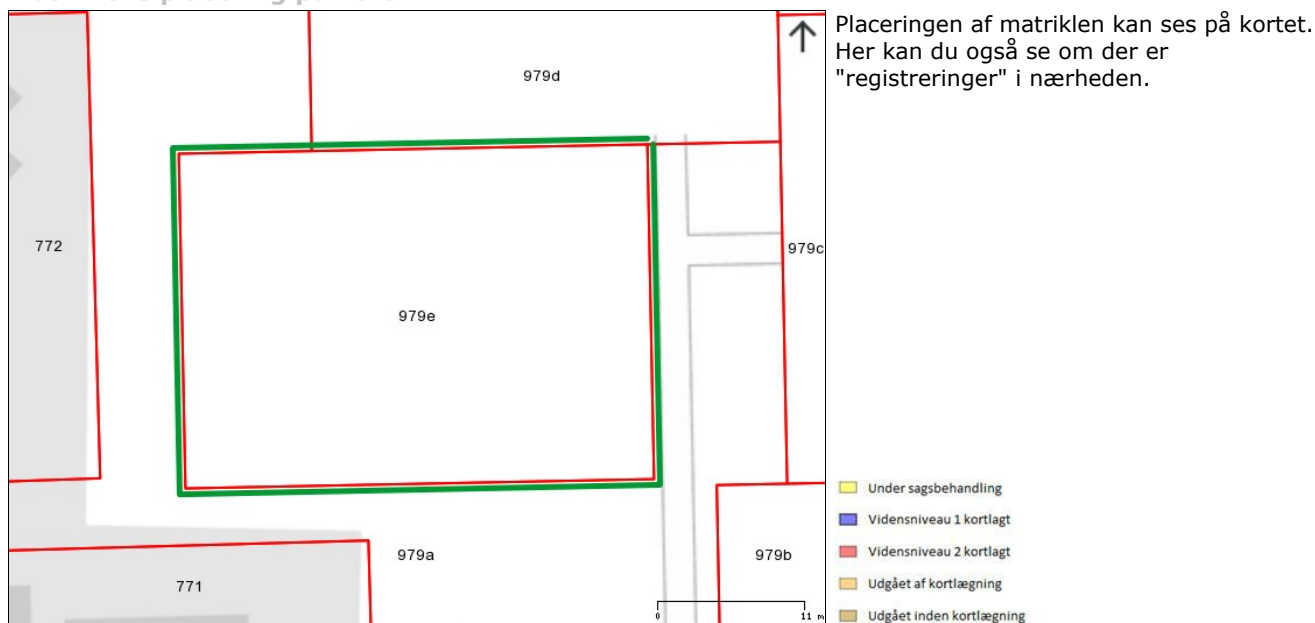 Placeringen af matriklen kan ses på kortet.
Her kan du også se om der er
"registreringer" i nærheden.
979d
772
979c
979e
979a
979b
771
0 11 m
Under sagsbehandling
Vidensniveau 1 kortlagt
Vidensniveau 2 kortlagt
Udgået af kortlægning
Udgået inden kortlægning